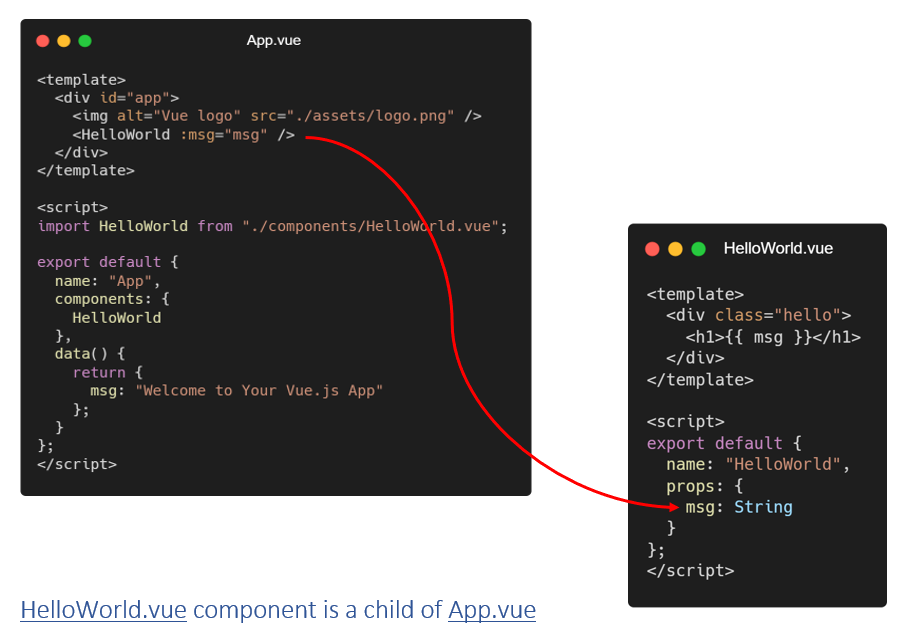 App.vue
<template>
  <div id="app">
    <img alt="Vue logo" src="./assets/logo.png" />
    <HelloWorld :msg="msg" />
  </div>
</template>

<script>
import HelloWorld from "./components/HelloWorld.vue";

export default {
  name: "App",
  components: {
    HelloWorld
  },
  data() {
    return {
      msg: "Welcome to Your Vue.js App"
    };
  }
};
</script>
HelloWorld.vue
<template>
  <div class="hello">
    <h1>{{ msg }}</h1>
  </div>
</template>

<script>
export default {
  name: "HelloWorld",
  props: {
    msg: String
  }
};
</script>
HelloWorld.vue component is a child of App.vue